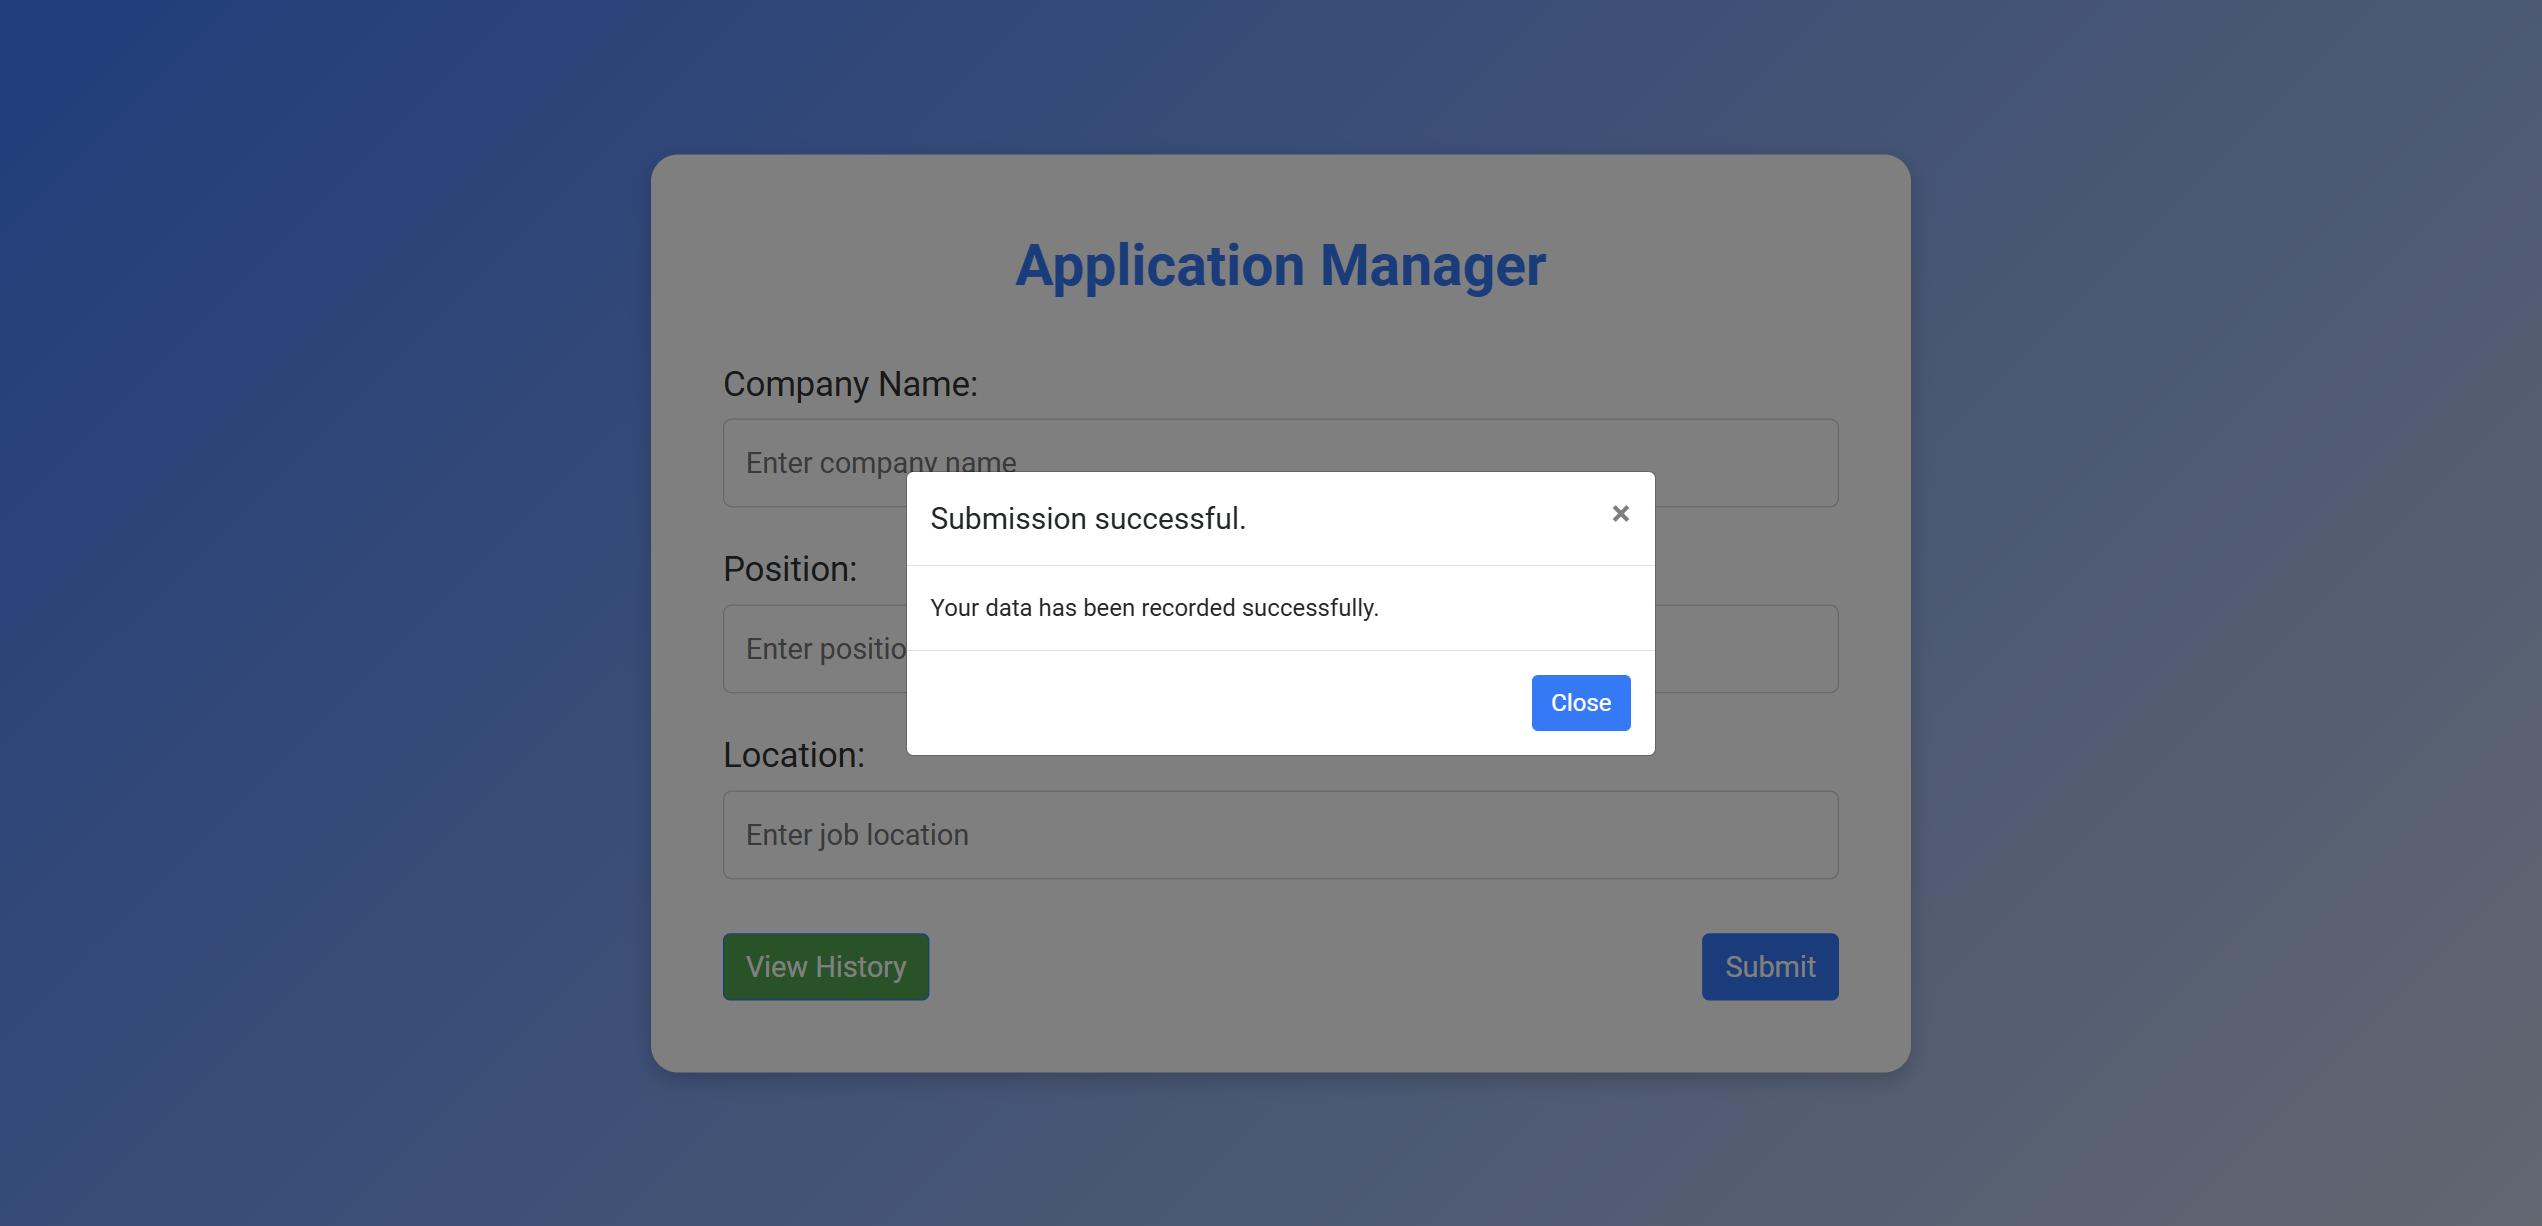 Application Manager
Company Name:
Enter company name
Submission successful.
×
Position:
Your data has been recorded successfully.
Enter positio
Close
Location:
Enter job location
View History
Submit